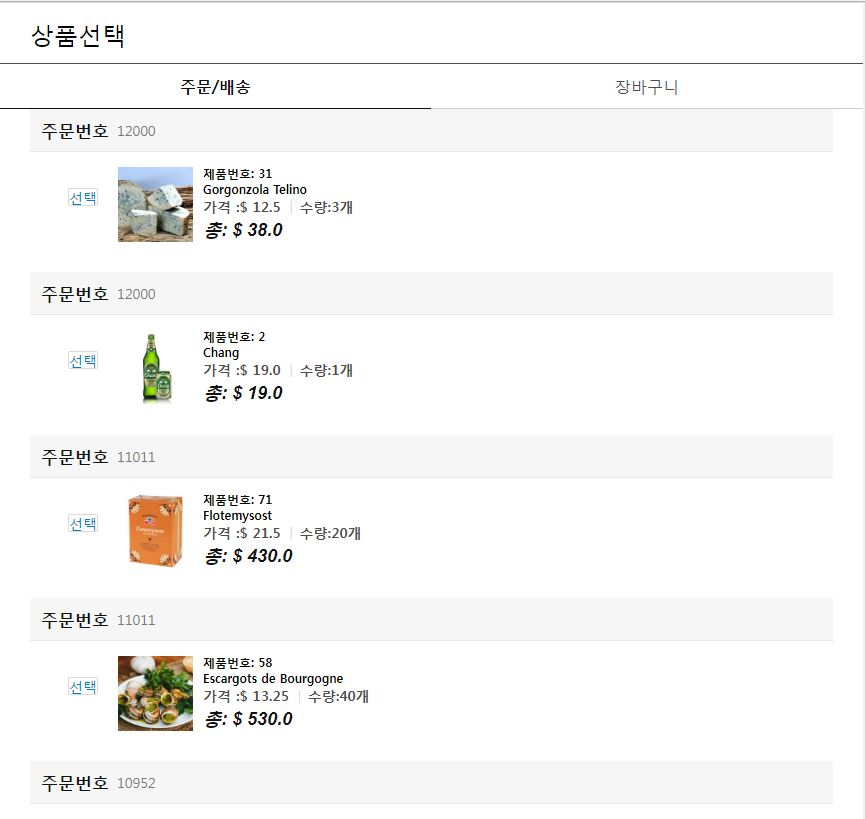 상품선택
주문/배송 장바구니
주문번호 12000
선택
제품번호: 31
Gorgonzola Telino
가격 :$ 12.5 | 수량:3개
총: $ 38.0
주문번호 12000
선택
제품번호: 2
Chang
가격 :$ 19.0 | 수량:1개
총: $ 19.0
주문번호 11011
선택
제품번호: 71
Flotemysost
가격 :$ 21.5 | 수량:20개
총: $ 430.0
주문번호 11011
선택
제품번호: 58
Escargots de Bourgogne
가격 :$ 13.25 | 수량:40개
총: $ 530.0
주문번호 10952